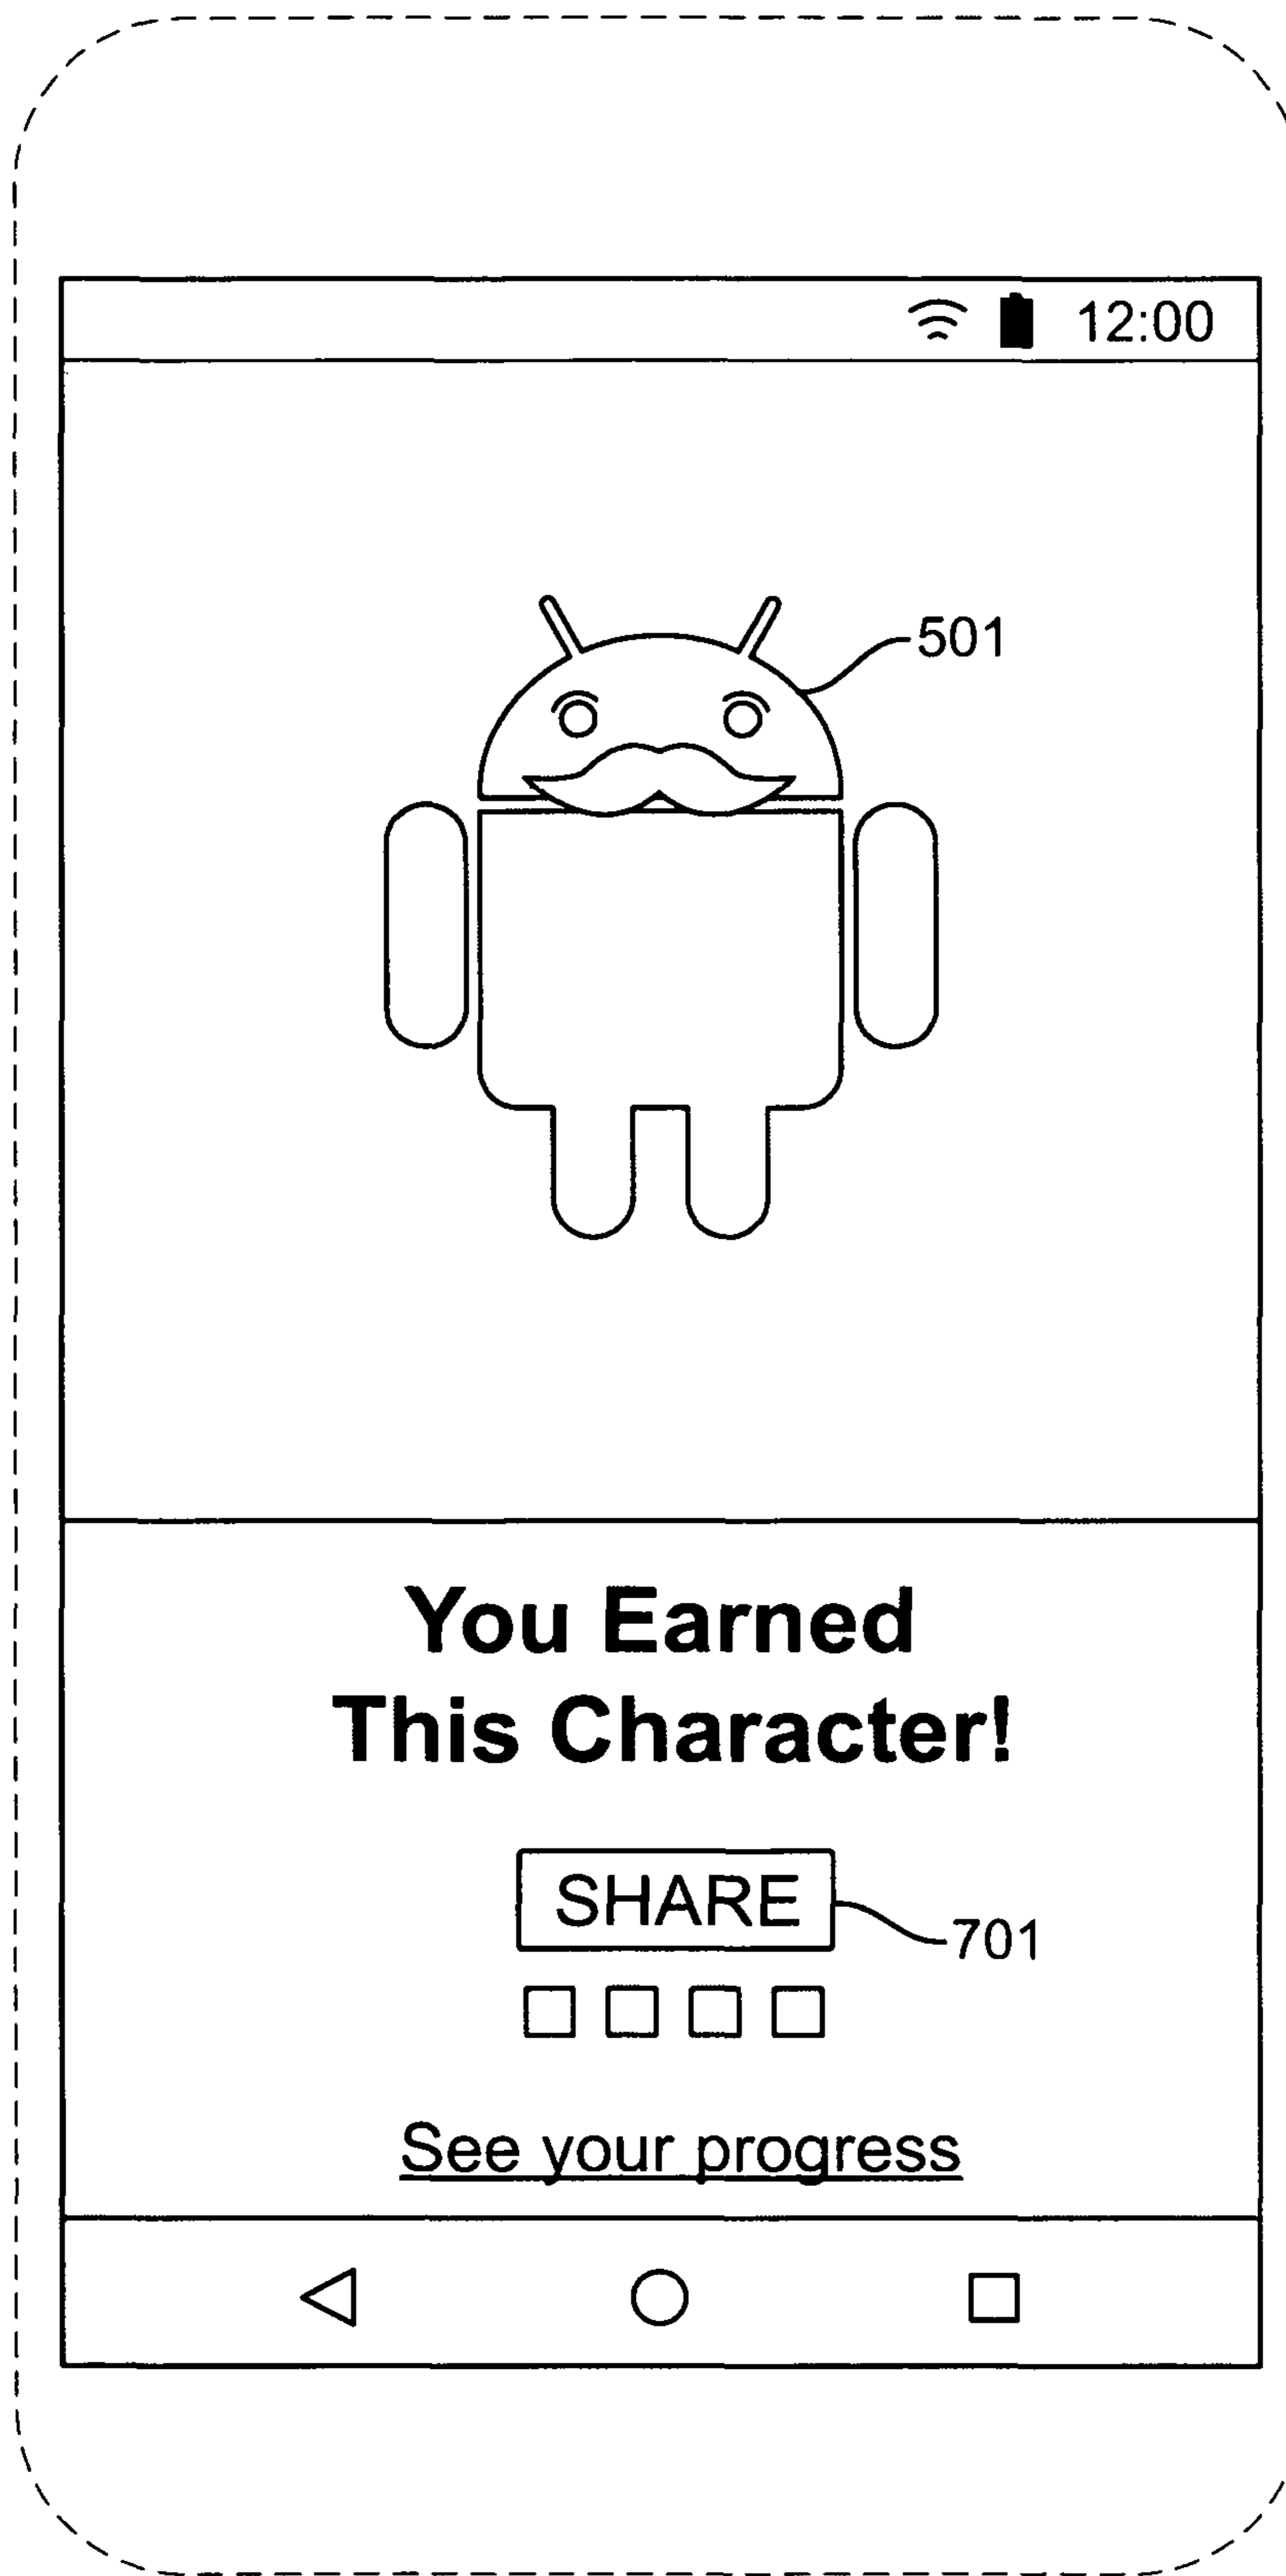 12:00
501
You Earned
This Character!
SHARE
701
See your progress